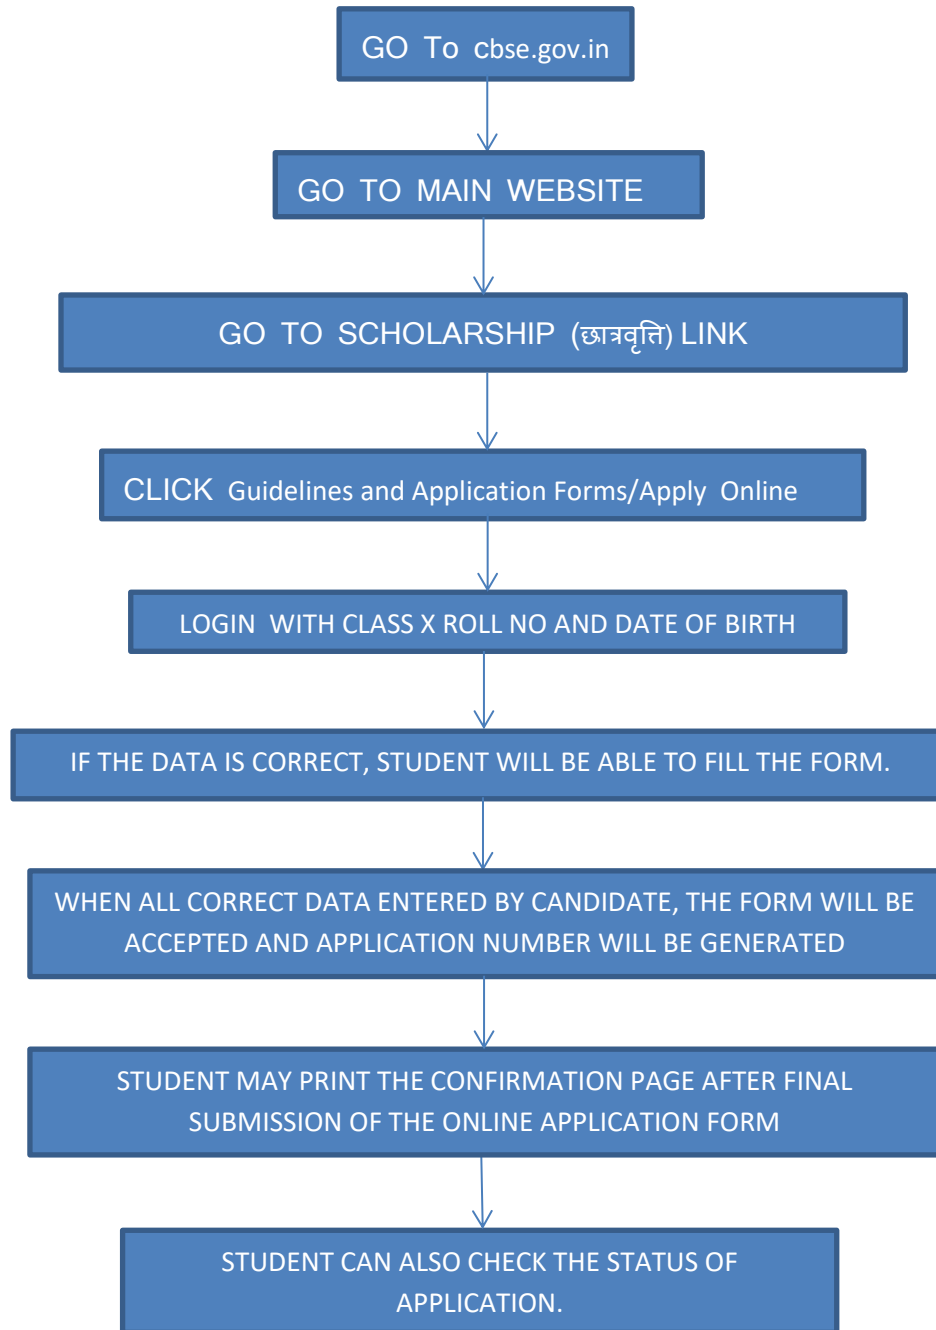 GO To cbse.gov.in
GO TO MAIN WEBSITE
GO TO SCHOLARSHIP (छात्रवृत्ति) LINK
CLICK Guidelines and Application Forms/Apply Online
LOGIN WITH CLASS X ROLL NO AND DATE OF BIRTH
IF THE DATA IS CORRECT, STUDENT WILL BE ABLE TO FILL THE FORM.
WHEN ALL CORRECT DATA ENTERED BY CANDIDATE, THE FORM WILL BE
ACCEPTED AND APPLICATION NUMBER WILL BE GENERATED
STUDENT MAY PRINT THE CONFIRMATION PAGE AFTER FINAL
SUBMISSION OF THE ONLINE APPLICATION FORM
STUDENT CAN ALSO CHECK THE STATUS OF
APPLICATION.